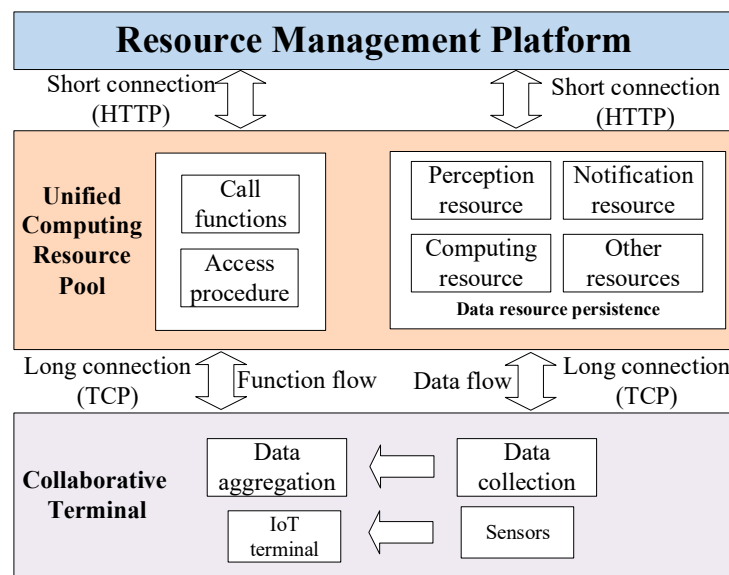 Resource Management Platform
Short connection
(HTTP)
Short connection
(HTTP)
Unified
Computing
Resource
Pool
Call
functions
Access
procedure
Perception
resource
Notification
resource
Computing
resource
Other
resources
Data resource persistence
Long connection
(TCP)
Function flow
Data flow
Long connection
(TCP)
Collaborative
Terminal
Data
aggregation
Data
collection
IoT
terminal
Sensors